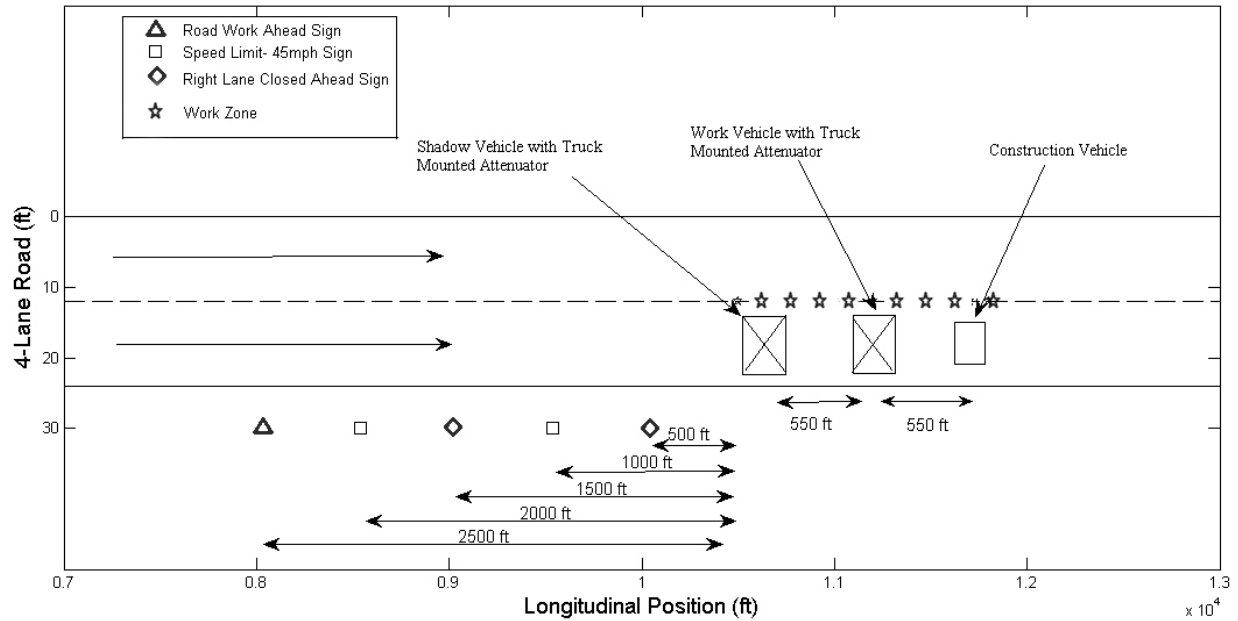 Road Work Ahead Sign
Speed Limit- 45mph Sign
Right Lane Closed Ahead Sign
Work Zone
Shadow Vehicle with Truck
Mounted Attenuator
Work Vehicle with Truck
Mounted Attenuator
Construction Vehicle
4-Lane Road (ft)
0
10
20
30
550 ft
550 ft
500 ft
1000 ft
1500 ft
2000 ft
2500 ft
0.7
0.8
0.9
1
1.1
1.2
1.3
Longitudinal Position (ft)
x 10^4